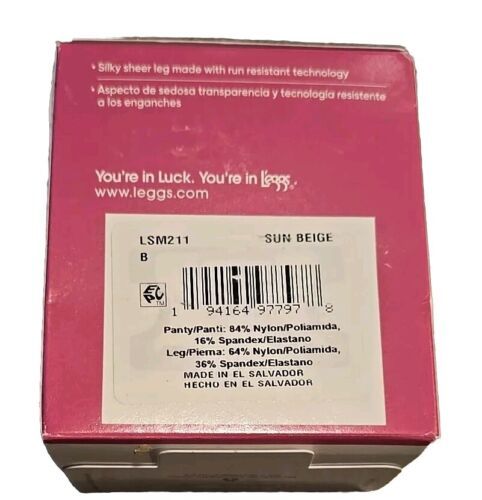 • Silky sheer leg made with run resistant technology
• Aspecto de sedosa transparencia y tecnología resistente
a los enganches
You're in Luck. You're in L'eggs®.
www.leggs.com
LSM211 SUN BEIGE
B
EPC TM
1 94164 97797 8
Panty/Panti: 84% Nylon/Poliamida,
16% Spandex/Elastano
Leg/Pierna: 64% Nylon/Poliamida,
36% Spandex/Elastano
MADE IN EL SALVADOR
HECHO EN EL SALVADOR